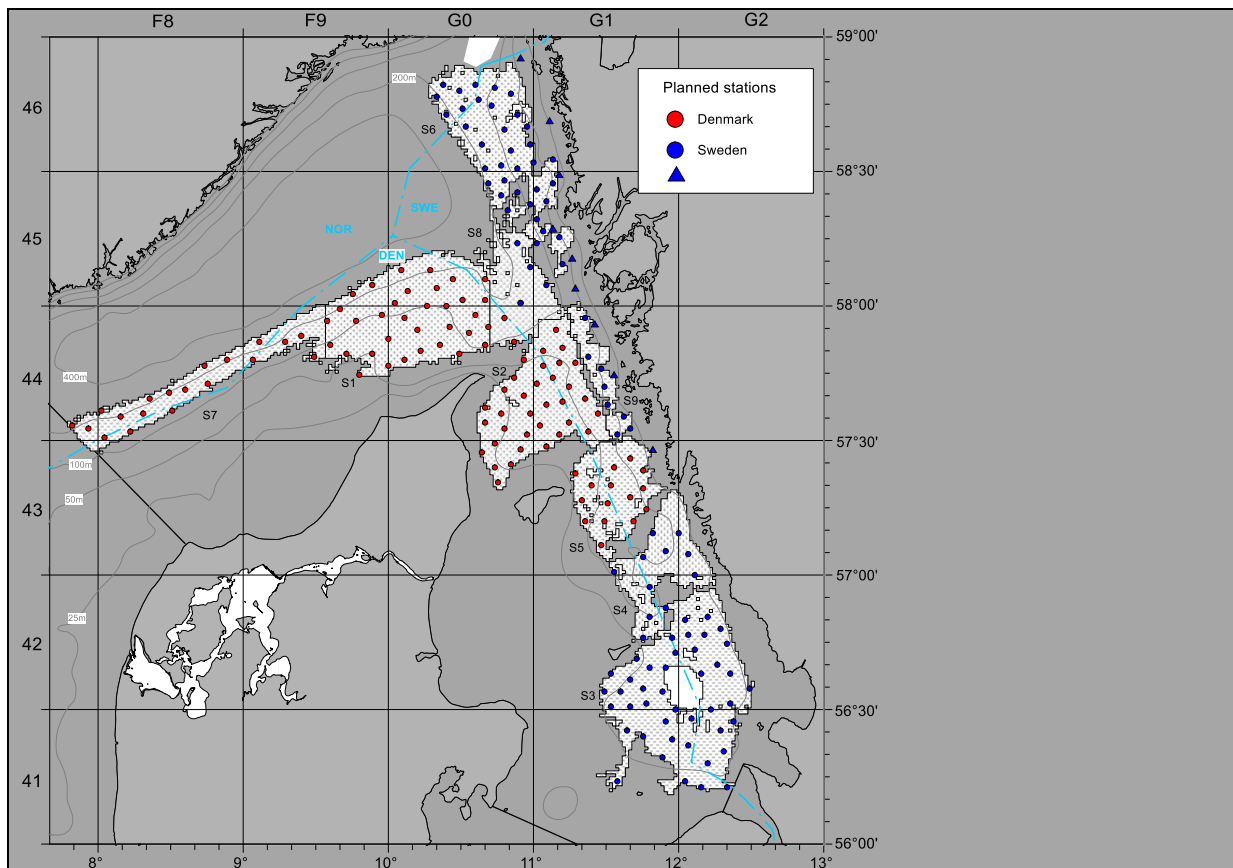 F8 F9 G0 G1 G2
59°00'
Planned stations
Denmark
Sweden
46
200m
S6
58°30'
NOR
SWE
DEN
S8
45
58°00'
44
400m
S1
S2
S7
S9
57°30'
100m
50m
43
S5
57°00'
S4
25m
42
S3
56°30'
41
56°00'
8° 9° 10° 11° 12° 13°